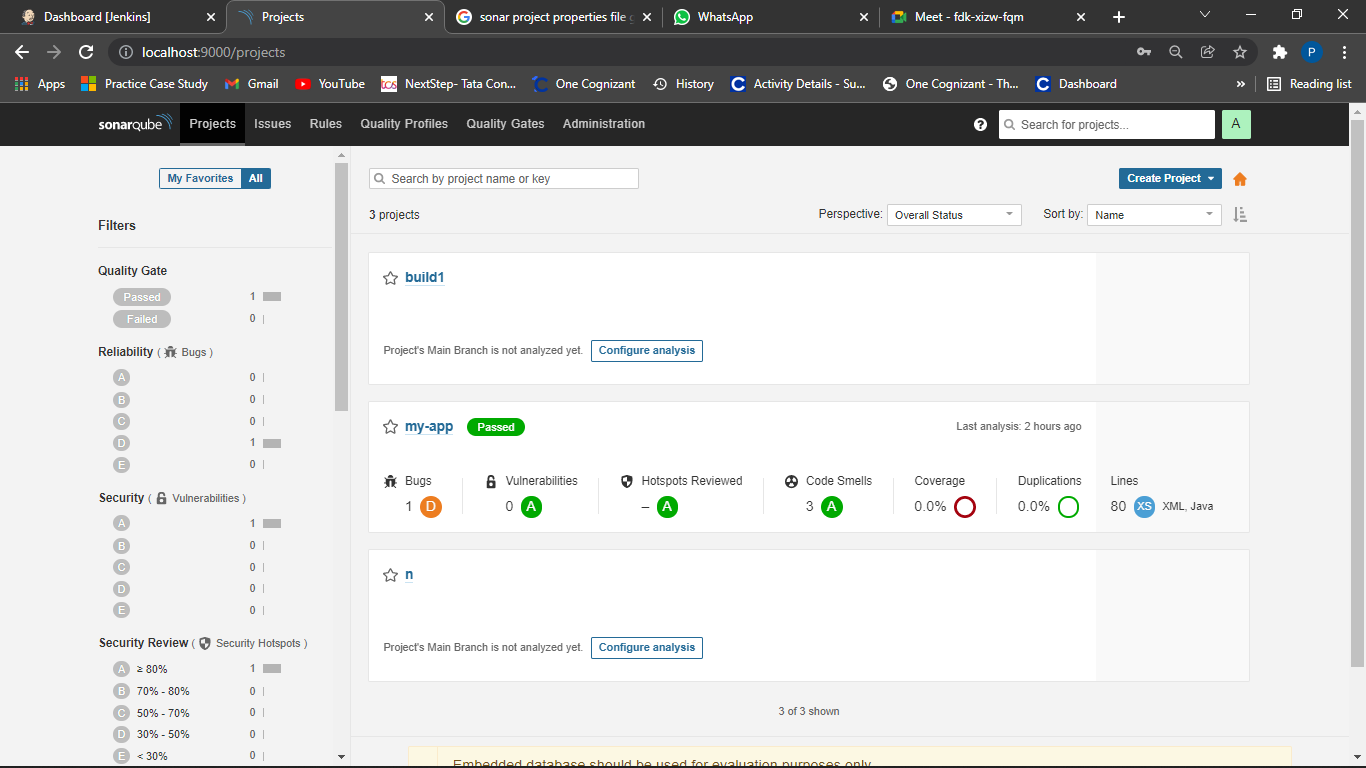 Dashboard [Jenkins]
Projects
sonar project properties file g
WhatsApp
Meet - fdk-xizw-fqm
localhost:9000/projects
P
Apps
Practice Case Study
Gmail
YouTube
NextStep- Tata Con...
One Cognizant
History
Activity Details - Su...
One Cognizant - Th...
Dashboard
»
Reading list
sonarqube
Projects
Issues
Rules
Quality Profiles
Quality Gates
Administration
Search for projects...
A
My Favorites
All
Filters
Quality Gate
Passed 1
Failed 0
Reliability ( Bugs )
A 0
B 0
C 0
D 1
E 0
Security ( Vulnerabilities )
A 1
B 0
C 0
D 0
E 0
Security Review ( Security Hotspots )
A ≥ 80% 1
B 70% - 80% 0
C 50% - 70% 0
D 30% - 50% 0
E < 30% 0
Search by project name or key
Create Project
3 projects
Perspective: Overall Status
Sort by: Name
build1
Project's Main Branch is not analyzed yet. Configure analysis
my-app Passed
Last analysis: 2 hours ago
Bugs
1 D
Vulnerabilities
0 A
Hotspots Reviewed
– A
Code Smells
3 A
Coverage
0.0%
Duplications
0.0%
Lines
80 XS XML, Java
n
Project's Main Branch is not analyzed yet. Configure analysis
3 of 3 shown
Embedded database should be used for evaluation purposes only